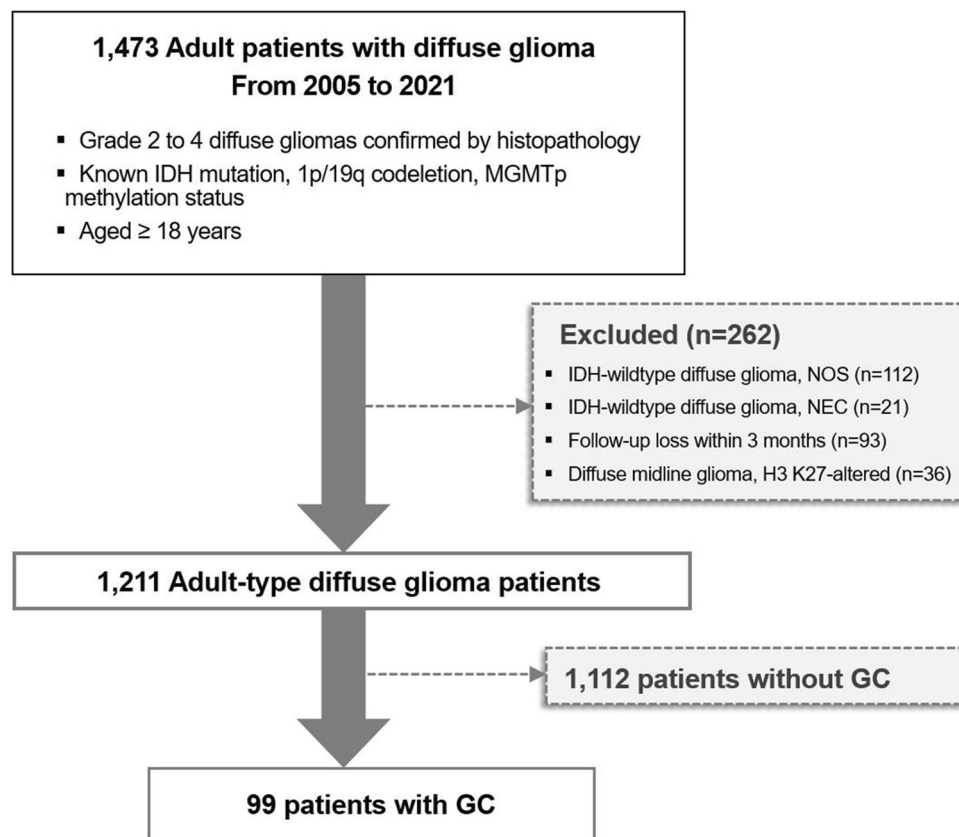 1,473 Adult patients with diffuse glioma
From 2005 to 2021
▪ Grade 2 to 4 diffuse gliomas confirmed by histopathology
▪ Known IDH mutation, 1p/19q codeletion, MGMTp
methylation status
▪ Aged ≥ 18 years
Excluded (n=262)
▪ IDH-wildtype diffuse glioma, NOS (n=112)
▪ IDH-wildtype diffuse glioma, NEC (n=21)
▪ Follow-up loss within 3 months (n=93)
▪ Diffuse midline glioma, H3 K27-altered (n=36)
1,211 Adult-type diffuse glioma patients
1,112 patients without GC
99 patients with GC